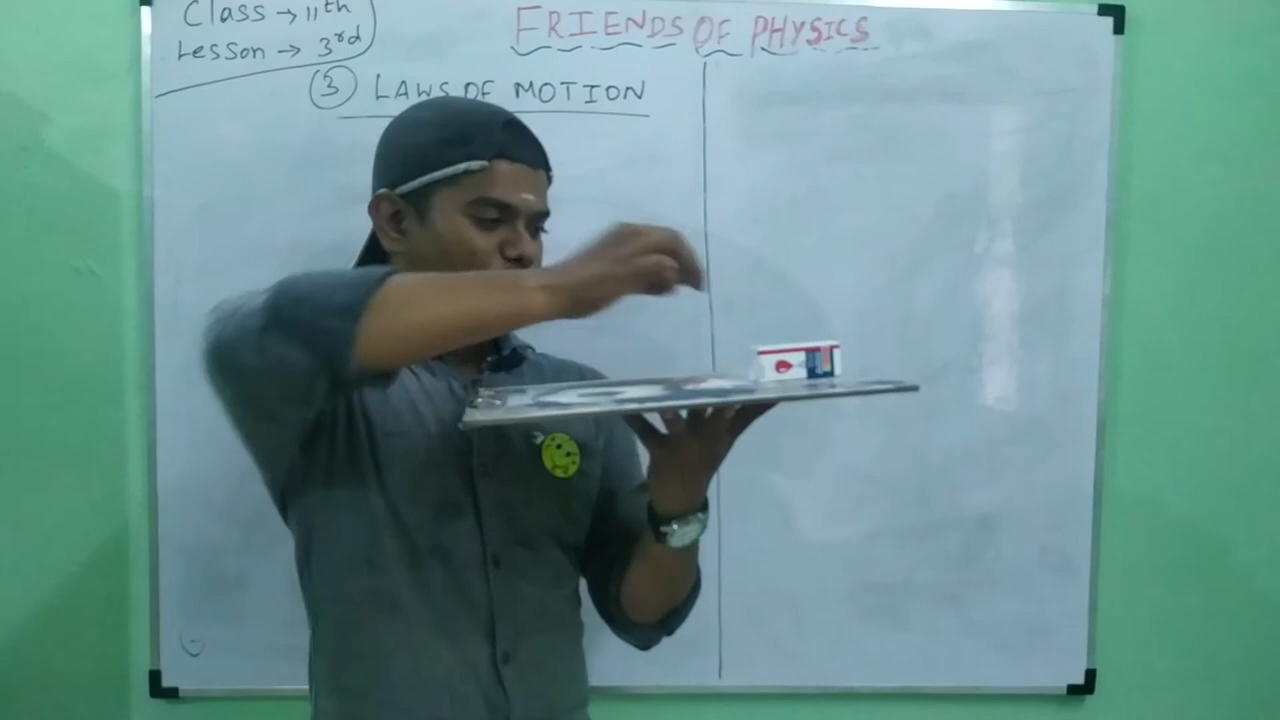 Class → 11th
Lesson → 3rd
FRIENDS OF PHYSICS
3 LAWS OF MOTION